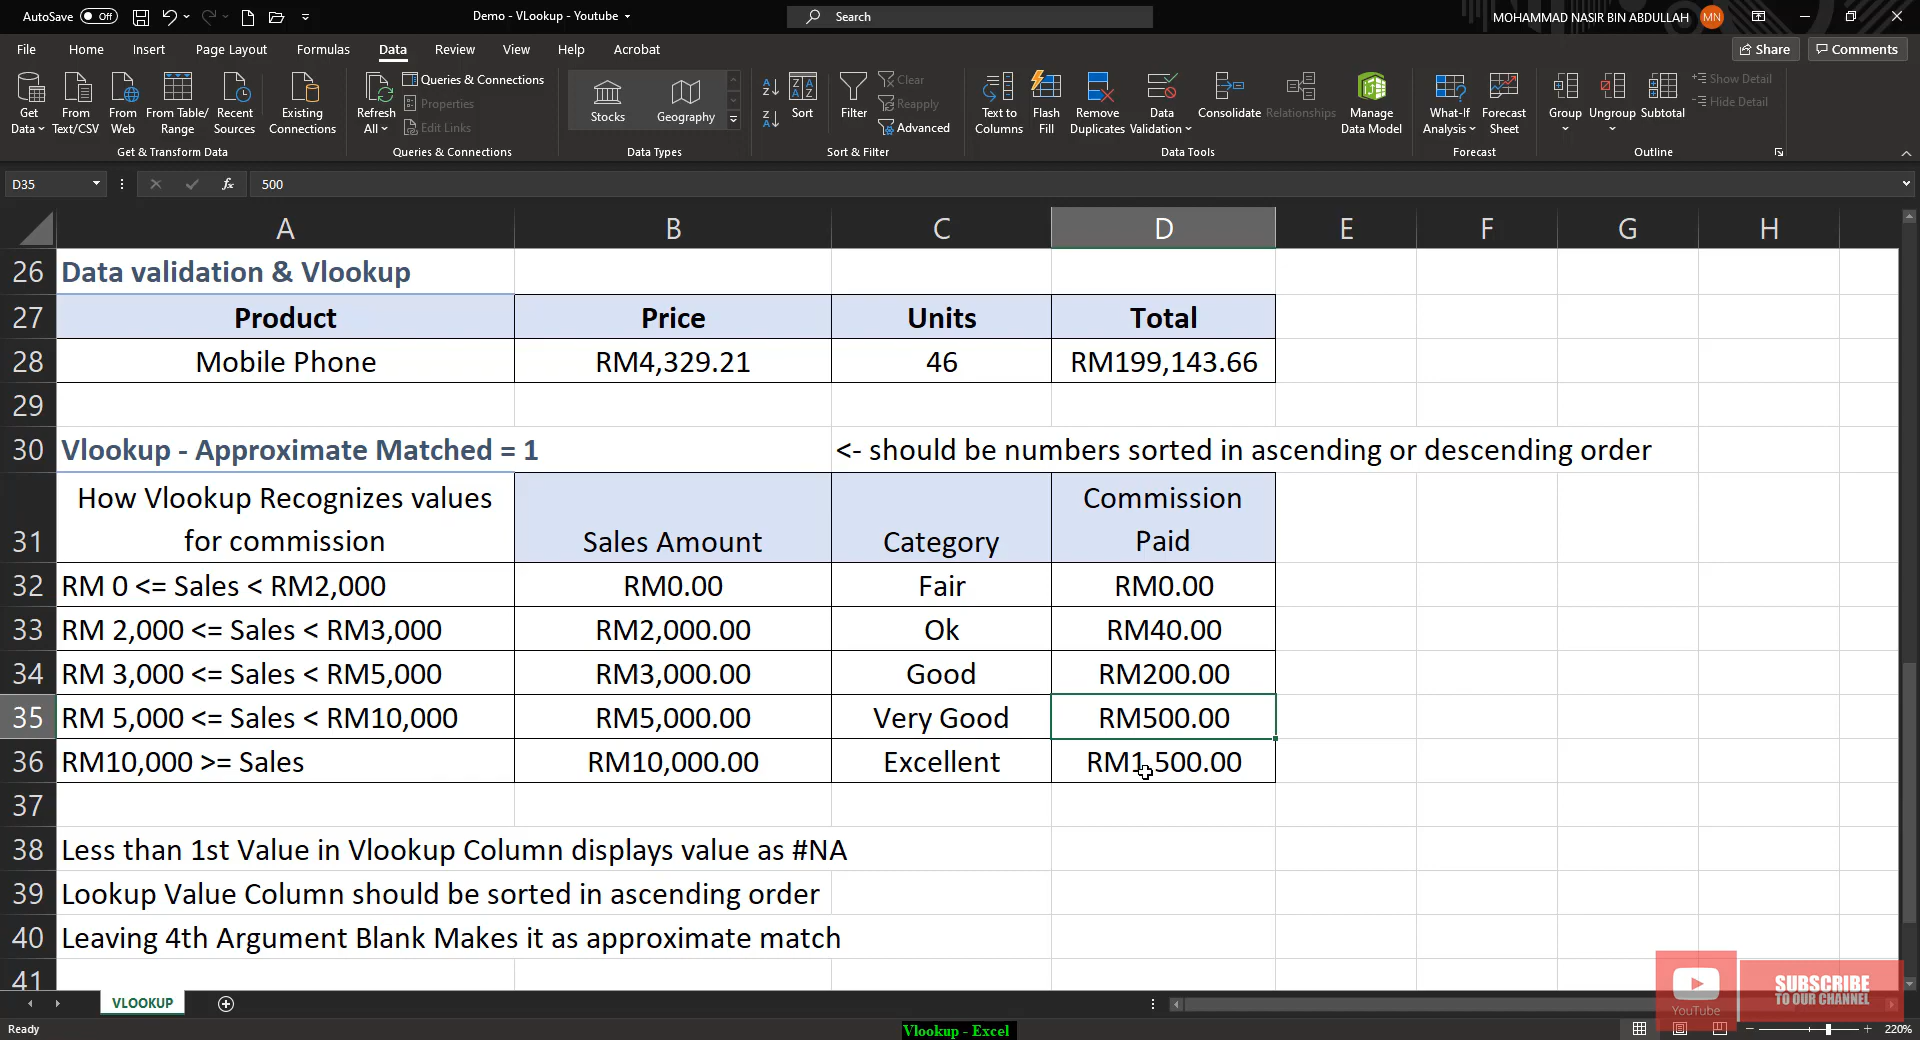 AutoSave Off
Demo - VLookup - Youtube
Search
MOHAMMAD NASIR BIN ABDULLAH MN
File Home Insert Page Layout Formulas Data Review View Help Acrobat Share Comments
Get Data
From Text/CSV
From Web
From Table/ Range
Recent Sources
Existing Connections
Get & Transform Data
Refresh All
Queries & Connections
Properties
Edit Links
Queries & Connections
Stocks
Geography
Data Types
Sort
Filter
Clear
Reapply
Advanced
Sort & Filter
Text to Columns
Flash Fill
Remove Duplicates
Data Validation
Consolidate
Relationships
Manage Data Model
Data Tools
What-If Analysis
Forecast Sheet
Forecast
Group
Ungroup
Subtotal
Show Detail
Hide Detail
Outline
D35 fx 500
A B C D E F G H
26 Data validation & Vlookup
27 Product Price Units Total
28 Mobile Phone RM4,329.21 46 RM199,143.66
29
30 Vlookup - Approximate Matched = 1 <- should be numbers sorted in ascending or descending order
How Vlookup Recognizes values Commission
31 for commission Sales Amount Category Paid
32 RM 0 <= Sales < RM2,000 RM0.00 Fair RM0.00
33 RM 2,000 <= Sales < RM3,000 RM2,000.00 Ok RM40.00
34 RM 3,000 <= Sales < RM5,000 RM3,000.00 Good RM200.00
35 RM 5,000 <= Sales < RM10,000 RM5,000.00 Very Good RM500.00
36 RM10,000 >= Sales RM10,000.00 Excellent RM1,500.00
37
38 Less than 1st Value in Vlookup Column displays value as #NA
39 Lookup Value Column should be sorted in ascending order
40 Leaving 4th Argument Blank Makes it as approximate match
41
SUBSCRIBE
TO OUR CHANNEL
YouTube
VLOOKUP
Ready
Vlookup - Excel
220%